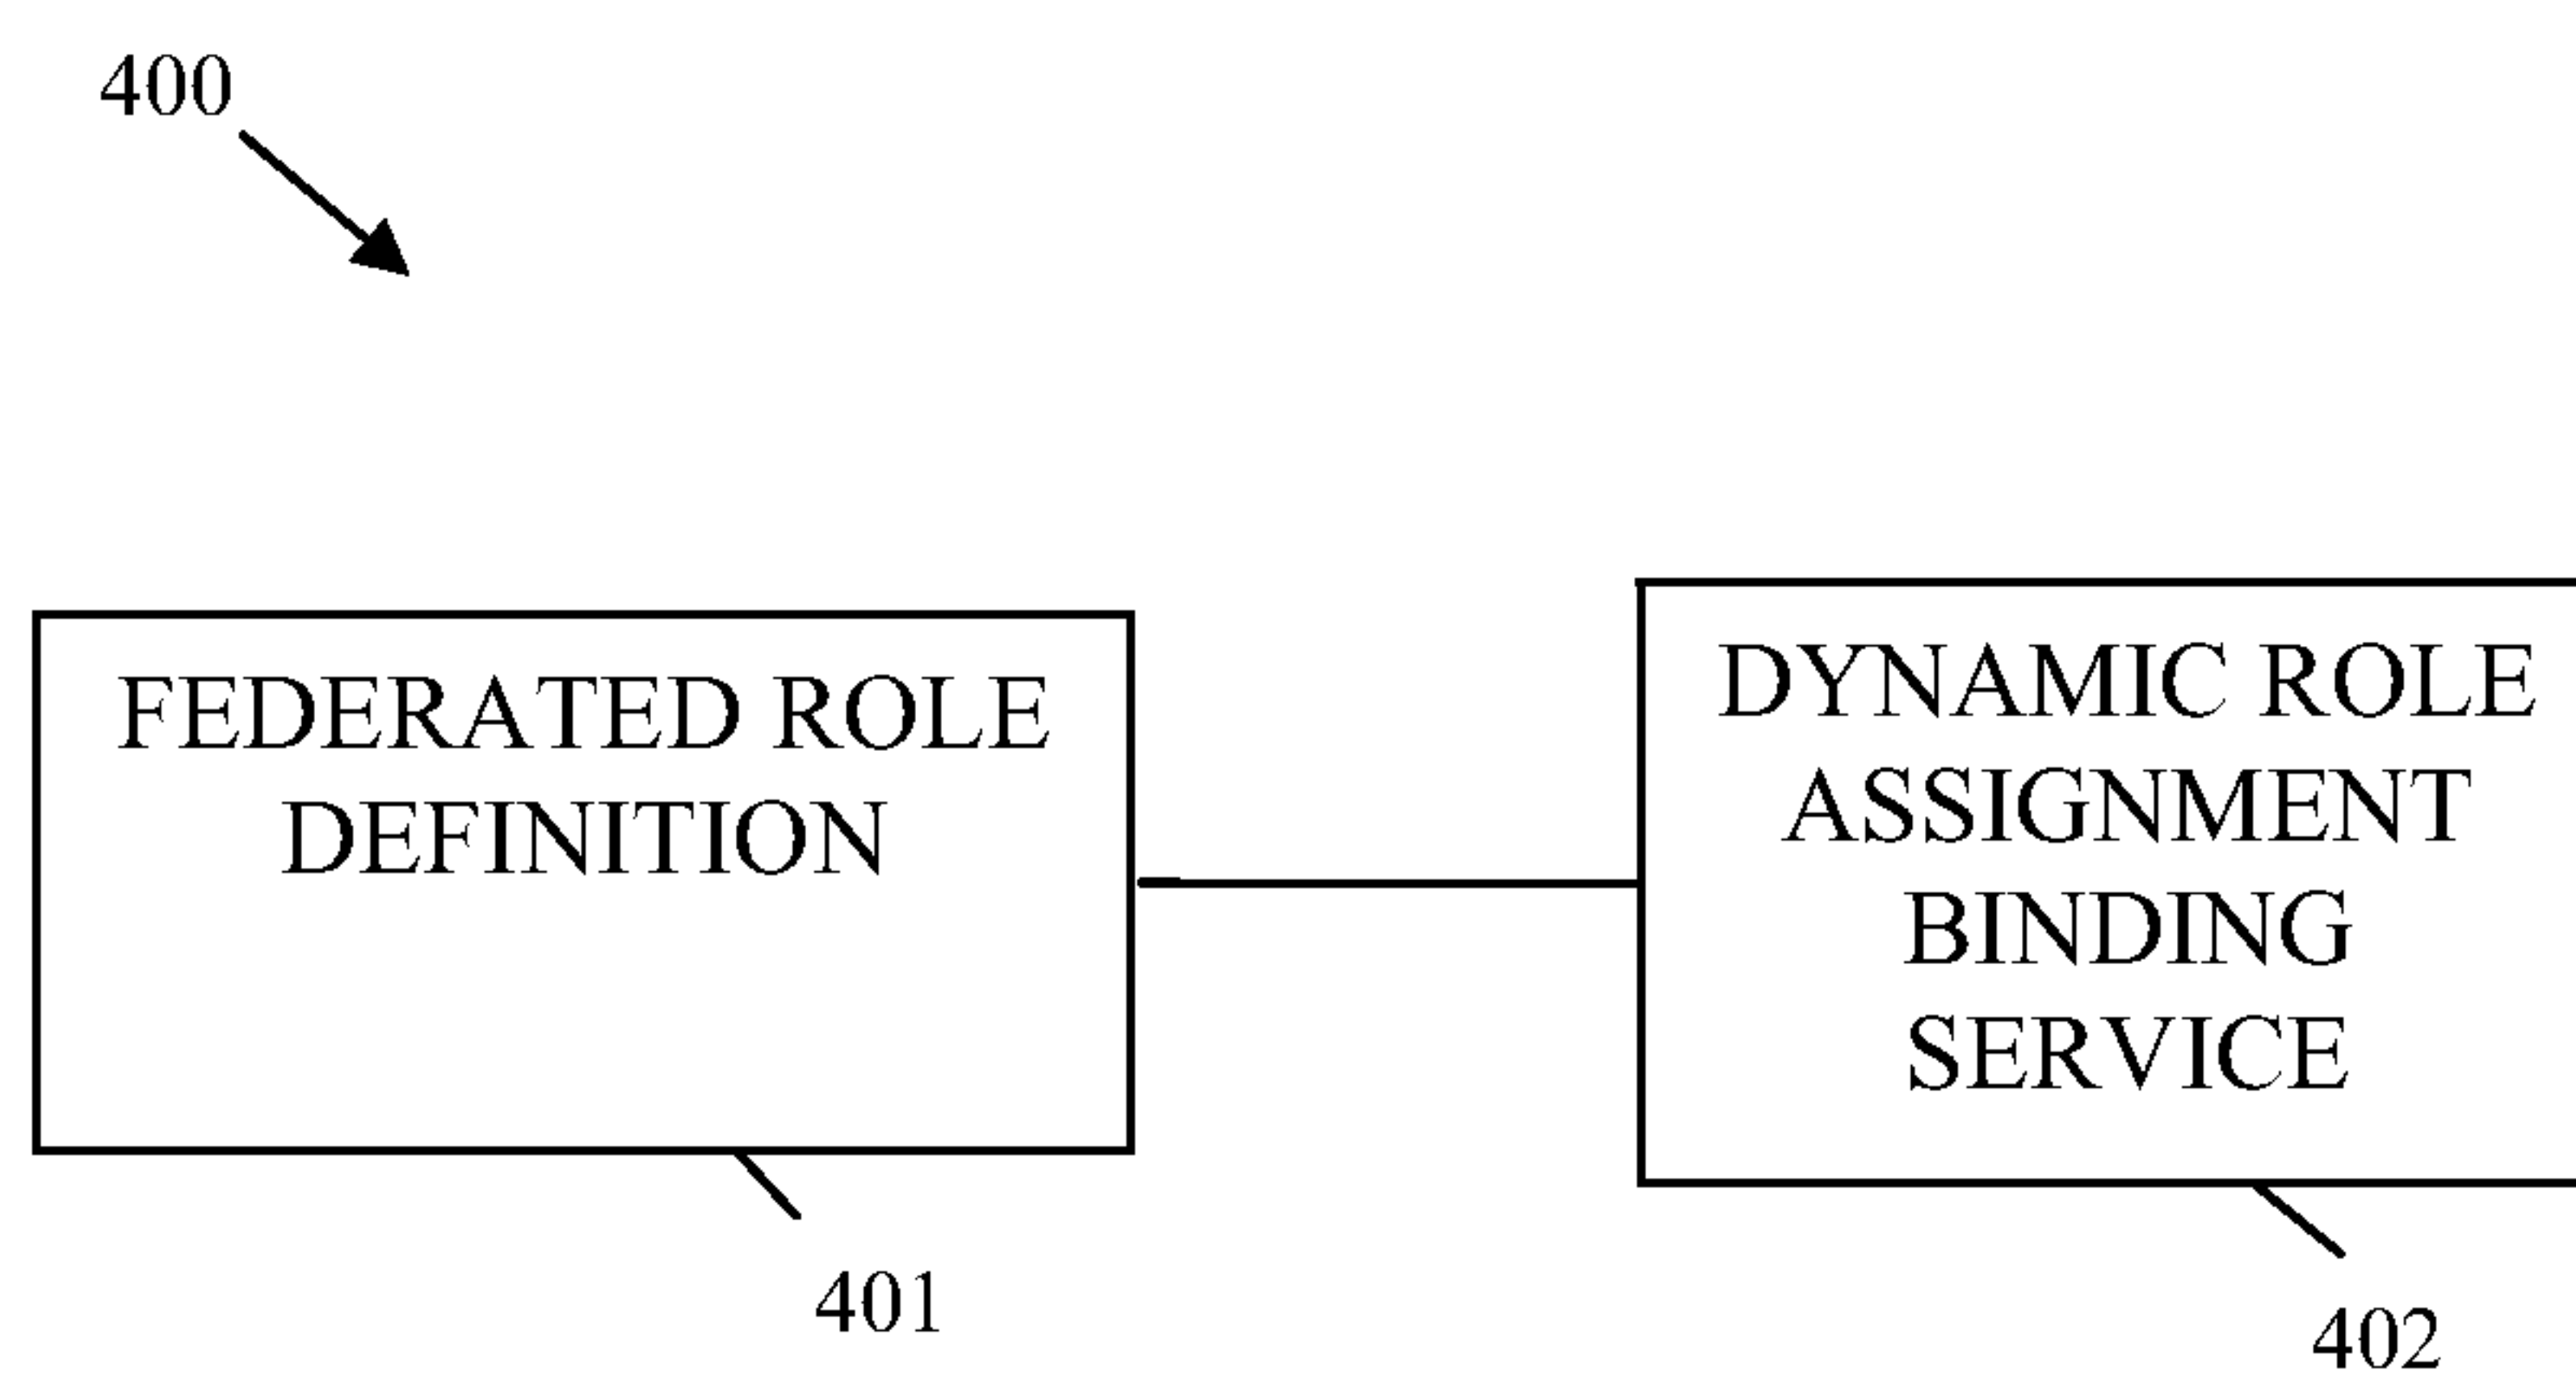 400
FEDERATED ROLE
DEFINITION
DYNAMIC ROLE
ASSIGNMENT
BINDING
SERVICE
401
402